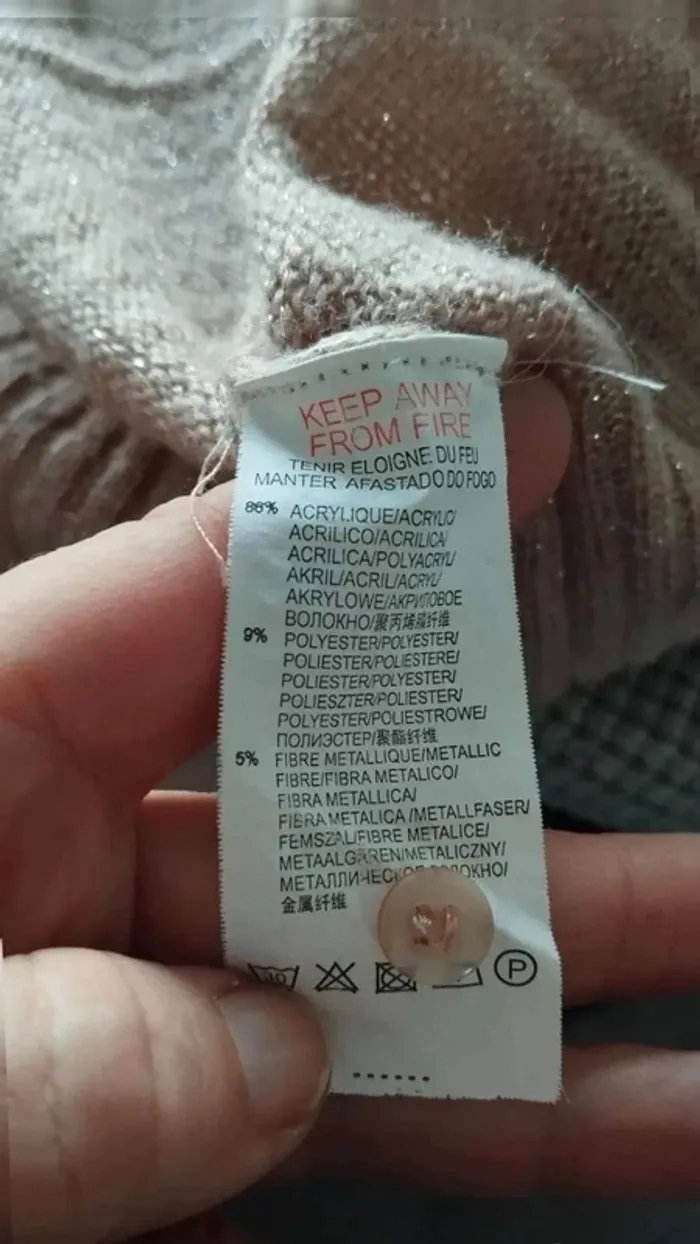 KEEP AWAY
FROM FIRE
TENIR ELOIGNE DU FEU
MANTER AFASTADO DO FOGO
86% ACRYLIQUE/ACRYLIC/
ACRILICO/ACRILICA/
ACRILICA/POLYACRYL/
AKRIL/ACRIL/ACRYL/
AKRYLOWE/АКРИЛОВОЕ
ВОЛОКНО/聚丙烯腈纤维
9% POLYESTER/POLYESTER/
POLIESTER/POLIESTERE/
POLIESTER/POLYESTER/
POLIESZTER/POLIESTER/
POLYESTER/POLIESTROWE/
ПОЛИЭСТЕР/聚酯纤维
5% FIBRE METALLIQUE/METALLIC
FIBRE/FIBRA METALICO/
FIBRA METALLICA/
FIBRA METALICA/METALLFASER/
FEMSZAL/FIBRE METALICE/
METAALGAREN/METALICZNY/
金属纤维
30
P